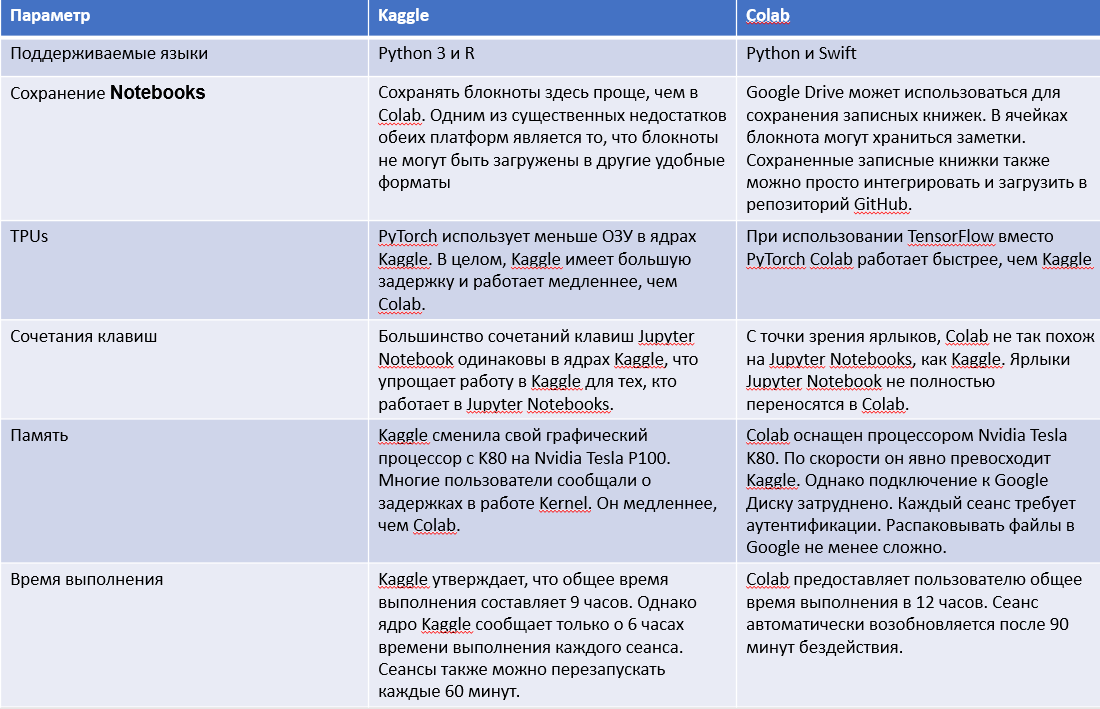 Параметр
Kaggle
Colab
Поддерживаемые языки
Python 3 и R
Python и Swift
Сохранение Notebooks
Сохранять блокноты здесь проще, чем в
Colab. Одним из существенных недостатков
обеих платформ является то, что блокноты
не могут быть загружены в другие удобные
форматы
Google Drive может использоваться для
сохранения записных книжек. В ячейках
блокнота могут храниться заметки.
Сохраненные записные книжки также
можно просто интегрировать и загрузить в
репозиторий GitHub.
TPUs
PyTorch использует меньше ОЗУ в ядрах
Kaggle. В целом, Kaggle имеет большую
задержку и работает медленнее, чем
Colab.
При использовании TensorFlow вместо
PyTorch Colab работает быстрее, чем Kaggle
Сочетания клавиш
Большинство сочетаний клавиш Jupyter
Notebook одинаковы в ядрах Kaggle, что
упрощает работу в Kaggle для тех, кто
работает в Jupyter Notebooks.
С точки зрения ярлыков, Colab не так похож
на Jupyter Notebooks, как Kaggle. Ярлыки
Jupyter Notebook не полностью
переносятся в Colab.
Память
Kaggle сменила свой графический
процессор с K80 на Nvidia Tesla P100.
Многие пользователи сообщали о
задержках в работе Kernel. Он медленнее,
чем Colab.
Colab оснащен процессором Nvidia Tesla
K80. По скорости он явно превосходит
Kaggle. Однако подключение к Google
Диску затруднено. Каждый сеанс требует
аутентификации. Распаковывать файлы в
Google не менее сложно.
Время выполнения
Kaggle утверждает, что общее время
выполнения составляет 9 часов. Однако
ядро Kaggle сообщает только о 6 часах
времени выполнения каждого сеанса.
Сеансы также можно перезапускать
каждые 60 минут.
Colab предоставляет пользователю общее
время выполнения в 12 часов. Сеанс
автоматически возобновляется после 90
минут бездействия.